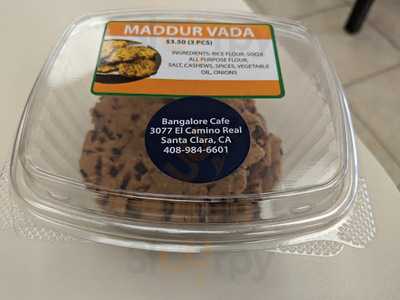 MADDUR VADA
$3.50 (3 PCS)
INGREDIENTS: RICE FLOUR, SOOJI
ALL PURPOSE FLOUR,
SALT, CASHEWS, SPICES, VEGETABLE
OIL, ONIONS
Bangalore Cafe
3077 El Camino Real
Santa Clara, CA
408-984-6601